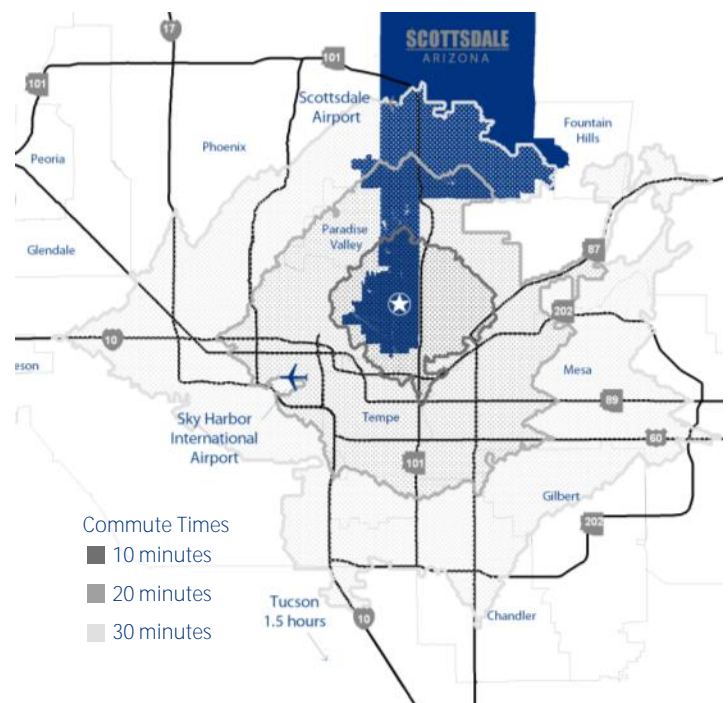 17
SCOTTSDALE
ARIZONA
101
101
Scottsdale
Airport
Fountain
Hills
Phoenix
Peoria
Paradise
Valley
Glendale
87
202
10
eson
Mesa
89
Sky Harbor
International
Airport
Tempe
60
101
Gilbert
202
Commute Times
10 minutes
20 minutes
30 minutes
Tucson
1.5 hours
10
Chandler